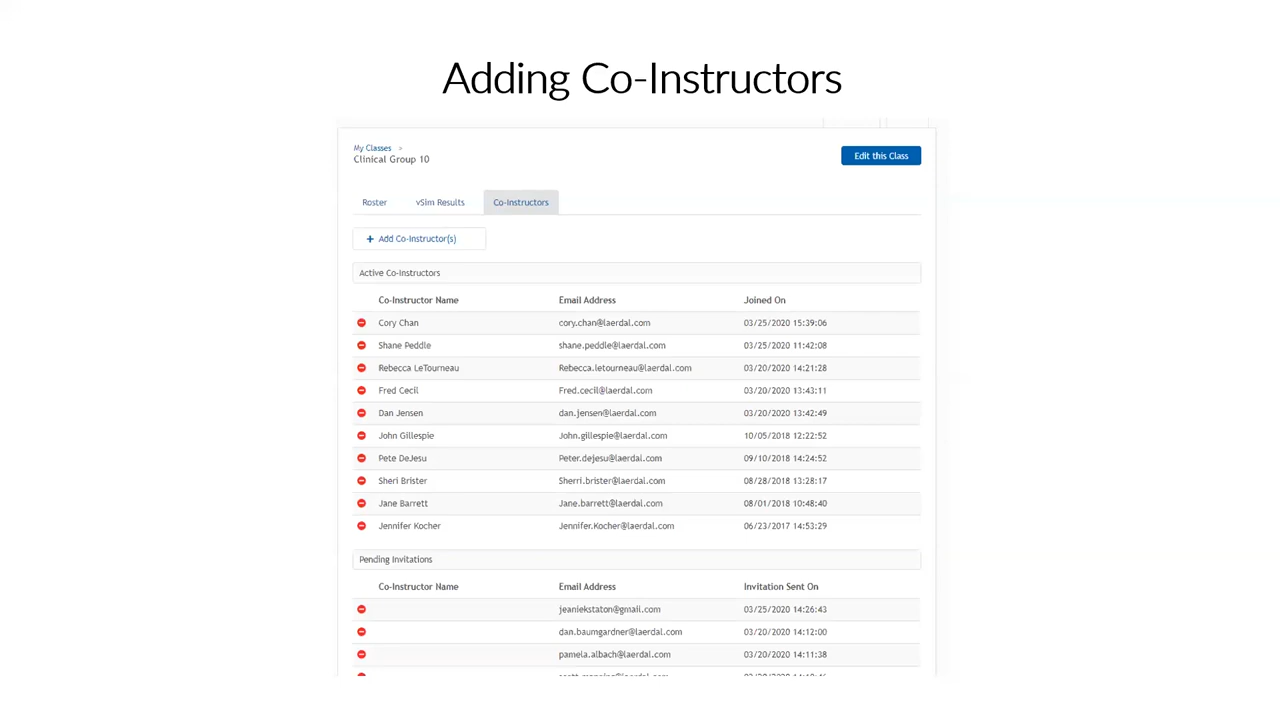 Adding Co-Instructors
My Classes >
Clinical Group 10
Edit this Class
Roster vSim Results Co-Instructors
+ Add Co-Instructor(s)
Active Co-Instructors
Co-Instructor Name Email Address Joined On
Cory Chan cory.chan@laerdal.com 03/25/2020 15:39:06
Shane Peddle shane.peddle@laerdal.com 03/25/2020 11:42:08
Rebecca LeTourneau Rebecca.letourneau@laerdal.com 03/20/2020 14:21:28
Fred Cecil Fred.cecil@laerdal.com 03/20/2020 13:43:11
Dan Jensen dan.jensen@laerdal.com 03/20/2020 13:42:49
John Gillespie John.gillespie@laerdal.com 10/05/2018 12:22:52
Pete DeJesu Peter.dejesu@laerdal.com 09/10/2018 14:24:52
Sheri Brister Sherri.brister@laerdal.com 08/28/2018 13:28:17
Jane Barrett Jane.barrett@laerdal.com 08/01/2018 10:48:40
Jennifer Kocher Jennifer.Kocher@laerdal.com 06/23/2017 14:53:29
Pending Invitations
Co-Instructor Name Email Address Invitation Sent On
jeaniekstaton@gmail.com 03/25/2020 14:26:43
dan.baumgardner@laerdal.com 03/20/2020 14:12:00
pamela.albach@laerdal.com 03/20/2020 14:11:38